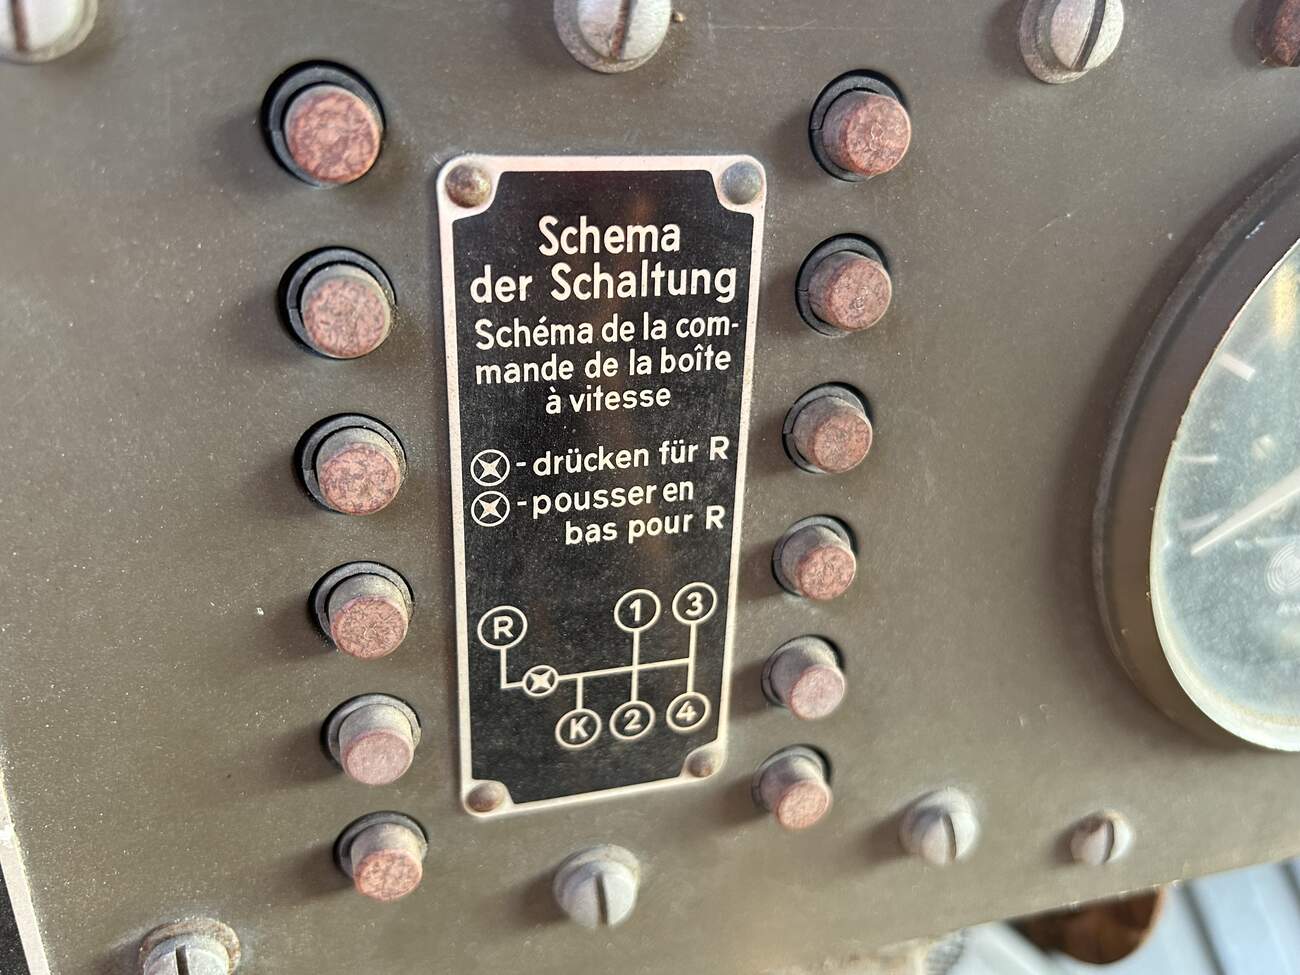 Schema
der Schaltung
Schéma de la com-
mande de la boîte
à vitesse
- drücken für R
- pousser en
bas pour R
R 1 3
K 2 4